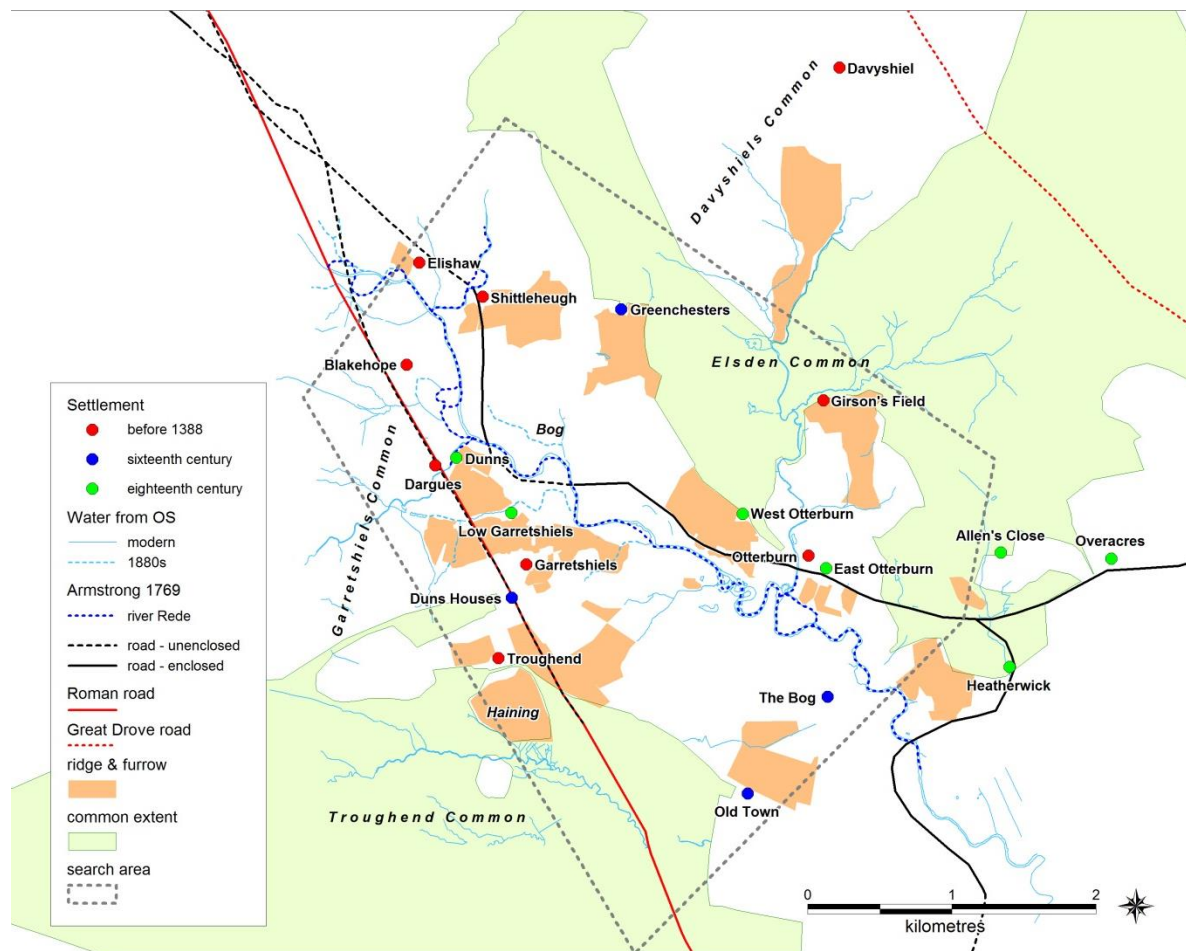 Davyshiel
Davyshiels Common
Elishaw
Shittleheugh
Greenchesters
Blakehope
Elsden Common
Girson's Field
Bog
Dunns
Dargues
Garretshiels Common
Low Garretshiels
West Otterburn
Allen's Close
Overacres
Otterburn
East Otterburn
Garretshiels
Duns Houses
Troughend
Heatherwick
The Bog
Haining
Old Town
Troughend Common
Settlement
before 1388
sixteenth century
eighteenth century
Water from OS
modern
1880s
Armstrong 1769
river Rede
road - unenclosed
road - enclosed
Roman road
Great Drove road
ridge & furrow
common extent
search area
0 1 2
kilometres